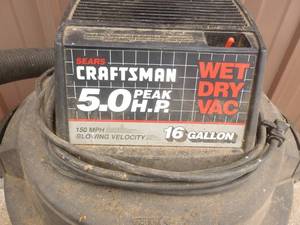 SEARS
CRAFTSMAN
5.0 PEAK H.P.
WET
DRY
VAC
150 MPH
BLOWING VELOCITY
16 GALLON